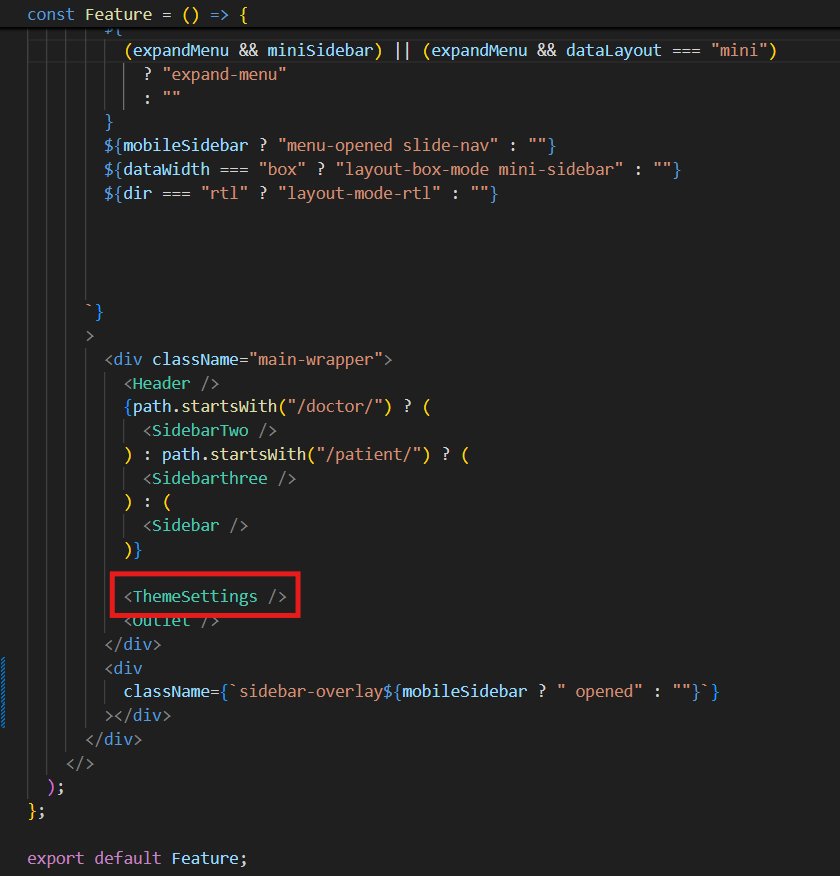 const Feature = () => {
${
(expandMenu && miniSidebar) || (expandMenu && dataLayout === "mini")
? "expand-menu"
: ""
}
${mobileSidebar ? "menu-opened slide-nav" : ""}
${dataWidth === "box" ? "layout-box-mode mini-sidebar" : ""}
${dir === "rtl" ? "layout-mode-rtl" : ""}
`}
>
<div className="main-wrapper">
<Header />
{path.startsWith("/doctor/") ? (
<SidebarTwo />
) : path.startsWith("/patient/") ? (
<Sidebarthree />
) : (
<Sidebar />
)}
<ThemeSettings />
<Outlet />
</div>
<div
className={`sidebar-overlay${mobileSidebar ? " opened" : ""}`}
></div>
</div>
</>
);
};
export default Feature;